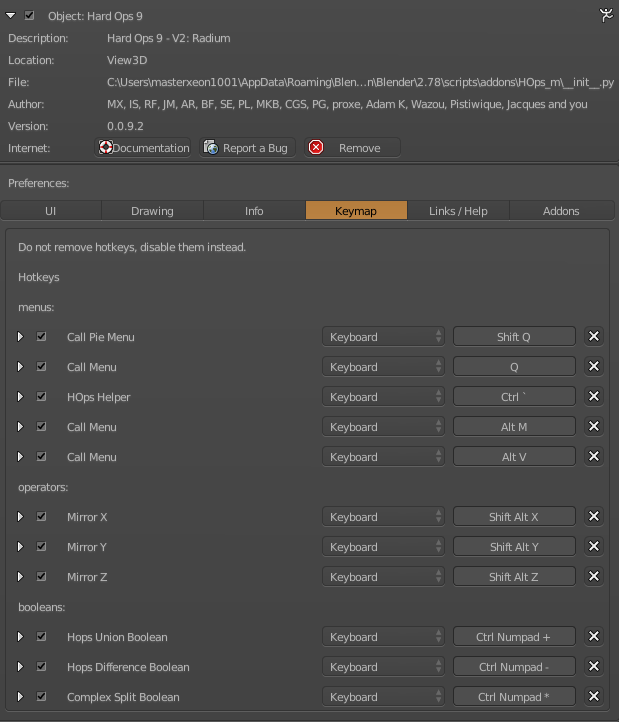 Object: Hard Ops 9
Description: Hard Ops 9 - V2: Radium
Location: View3D
File: C:\Users\masterxeon1001\AppData\Roaming\Blen...n\Blender\2.78\scripts\addons\HOps_m\__init__.py
Author: MX, IS, RF, JM, AR, BF, SE, PL, MKB, CGS, PG, proxe, Adam K, Wazou, Pistiwique, Jacques and you
Version: 0.0.9.2
Internet: Documentation Report a Bug Remove
Preferences:
UI Drawing Info Keymap Links / Help Addons
Do not remove hotkeys, disable them instead.
Hotkeys
menus:
Call Pie Menu Keyboard Shift Q
Call Menu Keyboard Q
HOps Helper Keyboard Ctrl `
Call Menu Keyboard Alt M
Call Menu Keyboard Alt V
operators:
Mirror X Keyboard Shift Alt X
Mirror Y Keyboard Shift Alt Y
Mirror Z Keyboard Shift Alt Z
booleans:
Hops Union Boolean Keyboard Ctrl Numpad +
Hops Difference Boolean Keyboard Ctrl Numpad -
Complex Split Boolean Keyboard Ctrl Numpad *